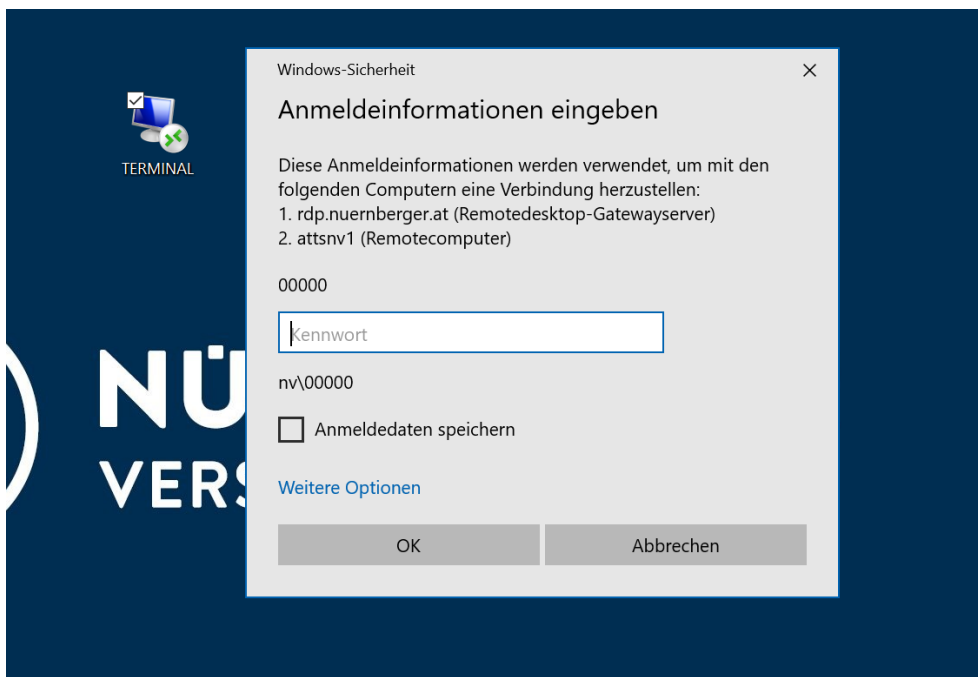 Windows-Sicherheit
Anmeldeinformationen eingeben
TERMINAL
Diese Anmeldeinformationen werden verwendet, um mit den
folgenden Computern eine Verbindung herzustellen:
1. rdp.nuernberger.at (Remotedesktop-Gatewayserver)
2. attsnv1 (Remotecomputer)
00000
Kennwort
nv\00000
Anmeldedaten speichern
NÜ
VERS
Weitere Optionen
OK
Abbrechen